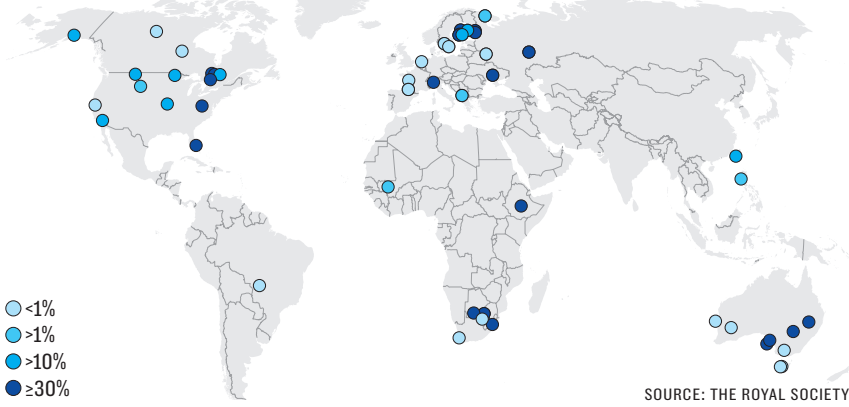 <1%
>1%
>10%
≥30%
SOURCE: THE ROYAL SOCIETY